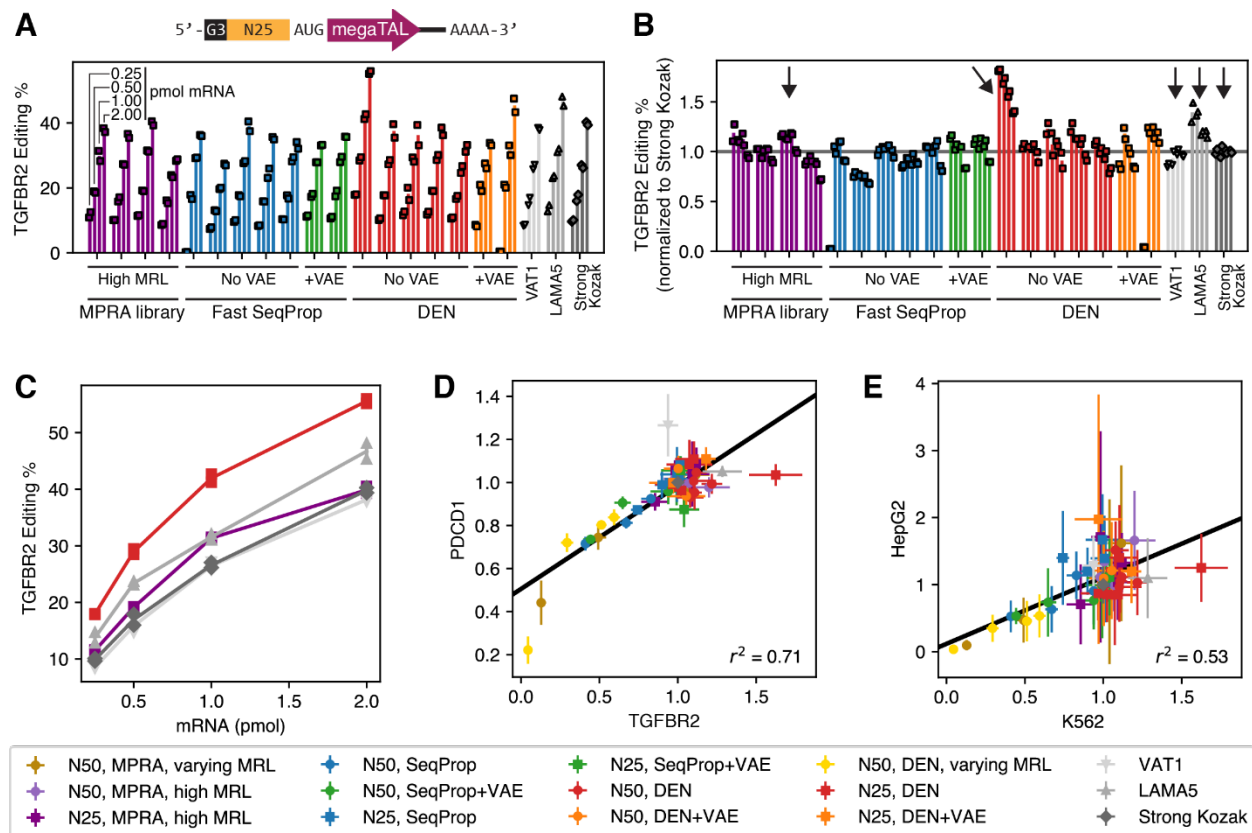 A
5'-G3 N25 AUG megaTAL AAAA-3'
TGFBR2 Editing %
40
20
0
0.25
0.50
1.00
2.00
pmol mRNA
High MRL
No VAE
+VAE
No VAE
+VAE
VAT1
LAMA5
Strong
Kozak
MPRA library
Fast SeqProp
DEN
B
TGFBR2 Editing %
(normalized to Strong Kozak)
1.5
1.0
0.5
0.0
High MRL
No VAE
+VAE
No VAE
+VAE
VAT1
LAMA5
Strong
Kozak
MPRA library
Fast SeqProp
DEN
C
TGFBR2 Editing %
50
40
30
20
10
0.5
1.0
1.5
2.0
mRNA (pmol)
D
PDCD1
1.4
1.2
1.0
0.8
0.6
0.4
0.2
r² = 0.71
0.0
0.5
1.0
1.5
TGFBR2
E
HepG2
4
3
2
1
0
r² = 0.53
0.0
0.5
1.0
1.5
K562
N50, MPRA, varying MRL
N50, MPRA, high MRL
N25, MPRA, high MRL
N50, SeqProp
N50, SeqProp+VAE
N25, SeqProp
N25, SeqProp+VAE
N50, DEN
N50, DEN+VAE
N50, DEN, varying MRL
N25, DEN
N25, DEN+VAE
VAT1
LAMA5
Strong Kozak